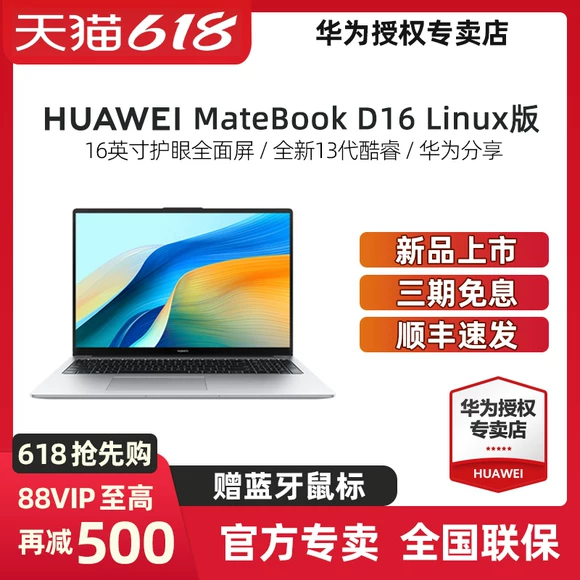 天猫618
华为授权专卖店
HUAWEI MateBook D16 Linux版
16英寸护眼全面屏 / 全新13代酷睿 / 华为分享
新品上市
三期免息
顺丰速发
华为授权
专卖店
HUAWEI
618 抢先购
88VIP 至高
再减500
赠蓝牙鼠标
官方专卖 全国联保